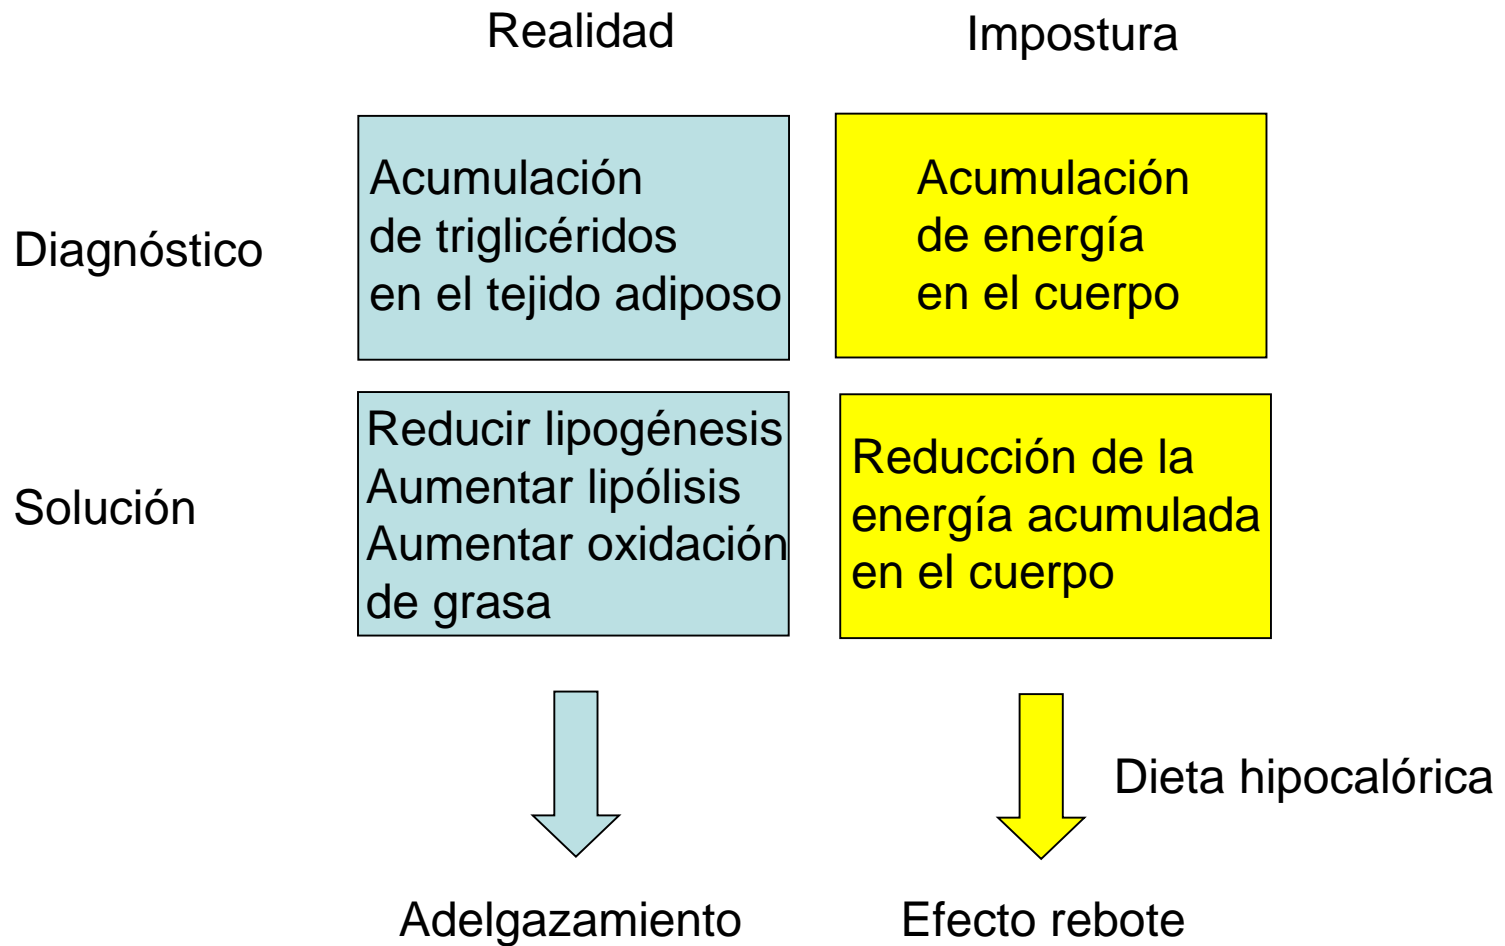 Realidad
Impostura
Diagnóstico
Acumulación
de triglicéridos
en el tejido adiposo
Acumulación
de energía
en el cuerpo
Solución
Reducir lipogénesis
Aumentar lipólisis
Aumentar oxidación
de grasa
Reducción de la
energía acumulada
en el cuerpo
Dieta hipocalórica
Adelgazamiento
Efecto rebote